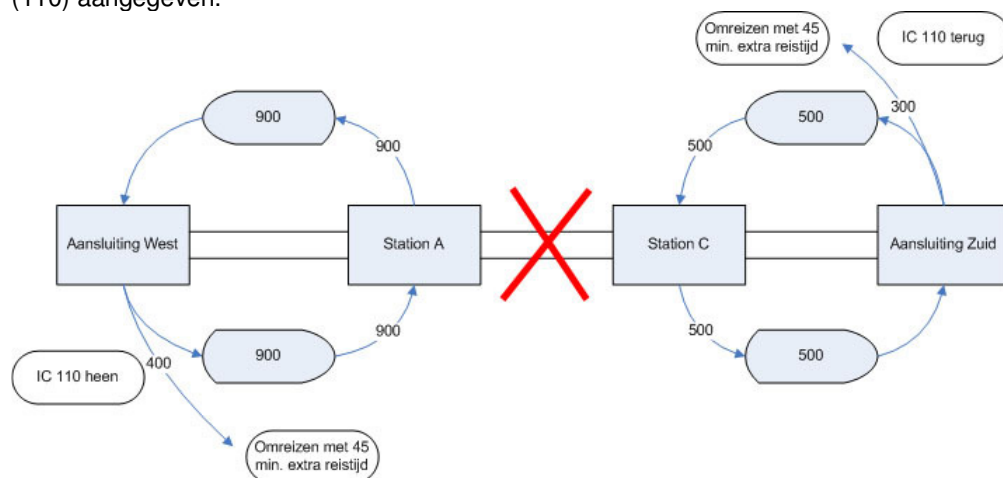 (110) aangegeven.
Omreizen met 45
min. extra reistijd
IC 110 terug
900
500
300
900
500
Aansluiting West
Station A
Station C
Aansluiting Zuid
900
500
900
500
400
IC 110 heen
Omreizen met 45
min. extra reistijd